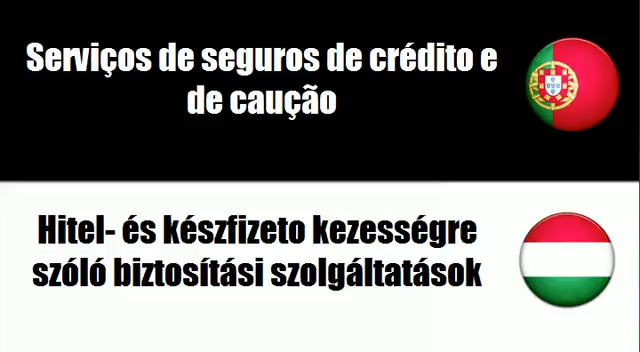 Serviços de seguros de crédito e
de caução
Hitel- és készfizeto kezességre
szóló biztosítási szolgáltatások